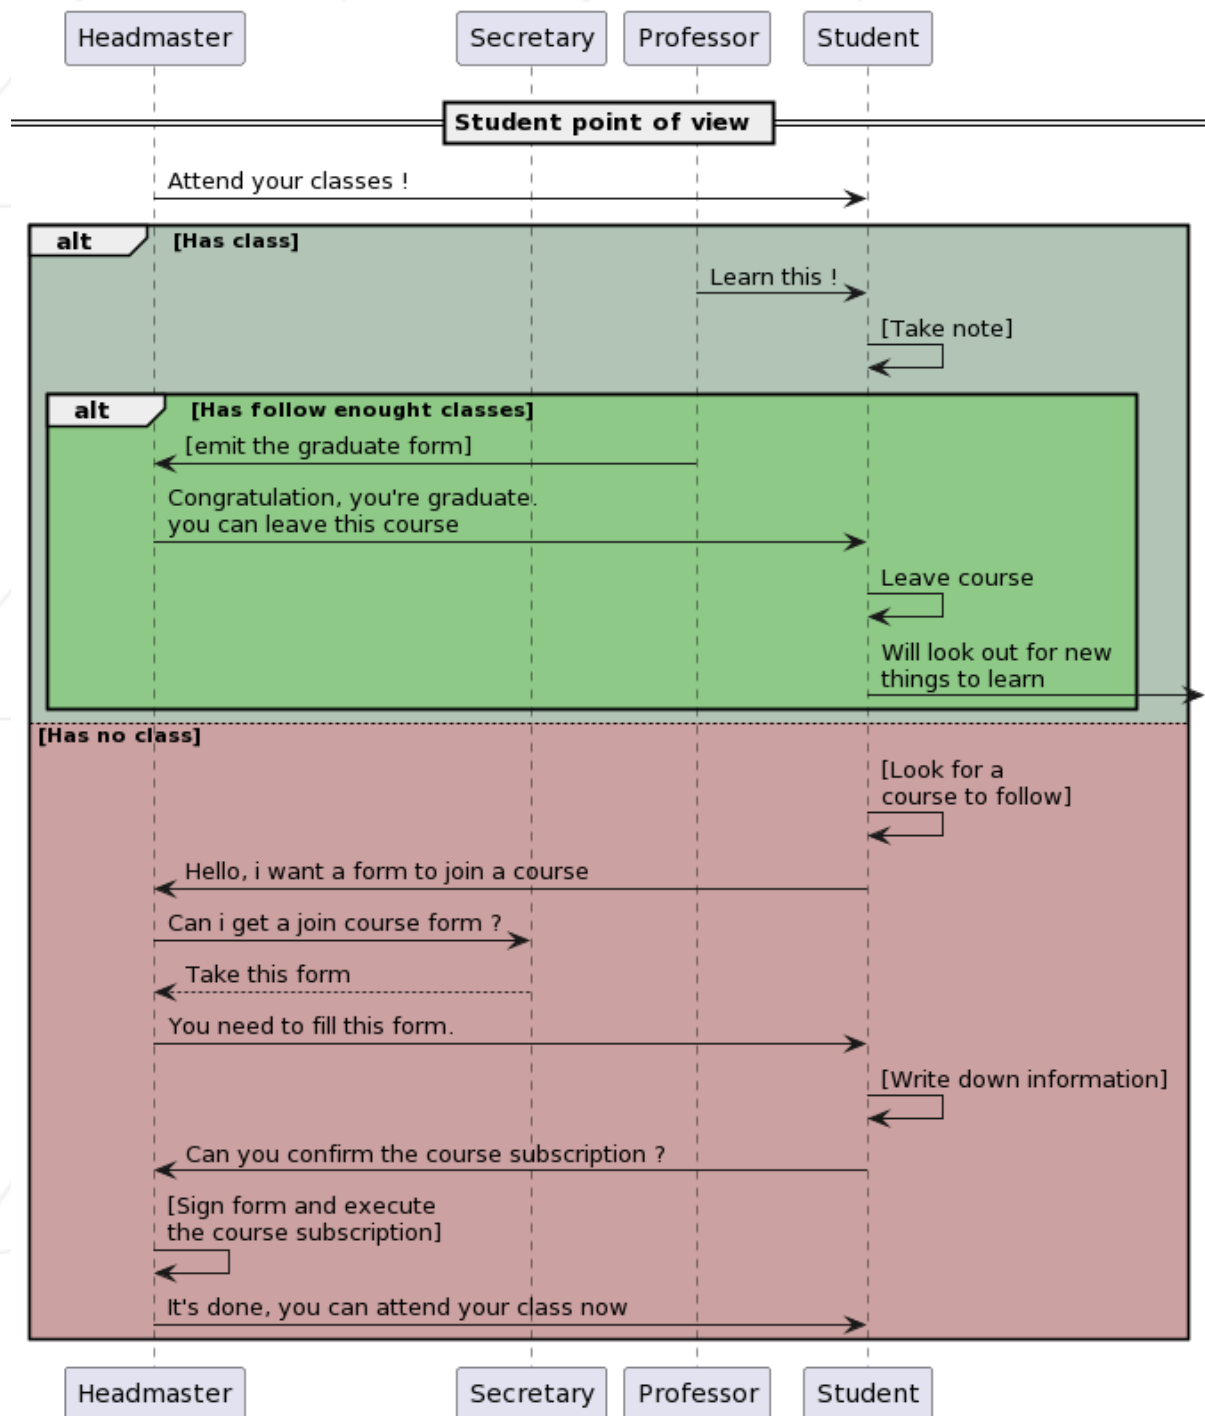 Headmaster Secretary Professor Student
Student point of view
Attend your classes !
alt [Has class]
Learn this !
[Take note]
alt [Has follow enought classes]
[emit the graduate form]
Congratulation, you're graduate.
you can leave this course
Leave course
Will look out for new
things to learn
[Has no class]
[Look for a
course to follow]
Hello, i want a form to join a course
Can i get a join course form ?
Take this form
You need to fill this form.
[Write down information]
Can you confirm the course subscription ?
[Sign form and execute
the course subscription]
It's done, you can attend your class now
Headmaster Secretary Professor Student